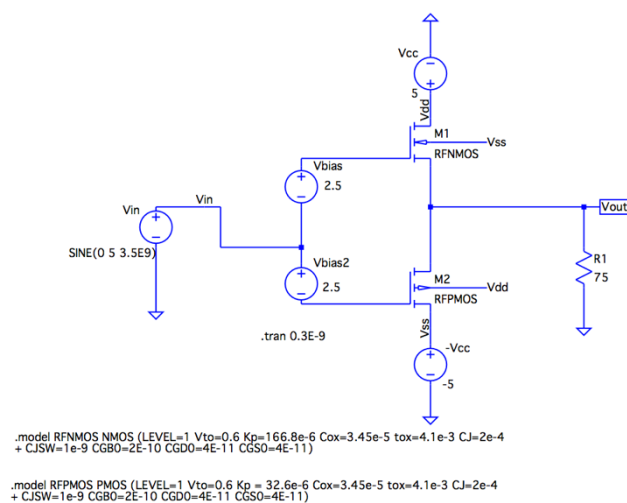 Vcc
5
Vdd
M1
Vss
RFNMOS
Vbias
2.5
Vin
Vin
SINE(0 5 3.5E9)
Vout
R1
75
Vbias2
2.5
M2
Vdd
RFPMOS
Vss
.tran 0.3E-9
-Vcc
-5
.model RFNMOS NMOS (LEVEL=1 Vto=0.6 Kp=166.8e-6 Cox=3.45e-5 tox=4.1e-3 CJ=2e-4
+ CJSW=1e-9 CGB0=2E-10 CGD0=4E-11 CGS0=4E-11)
.model RFPMOS PMOS (LEVEL=1 Vto=0.6 Kp = 32.6e-6 Cox=3.45e-5 tox=4.1e-3 CJ=2e-4
+ CJSW=1e-9 CGB0=2E-10 CGD0=4E-11 CGS0=4E-11)